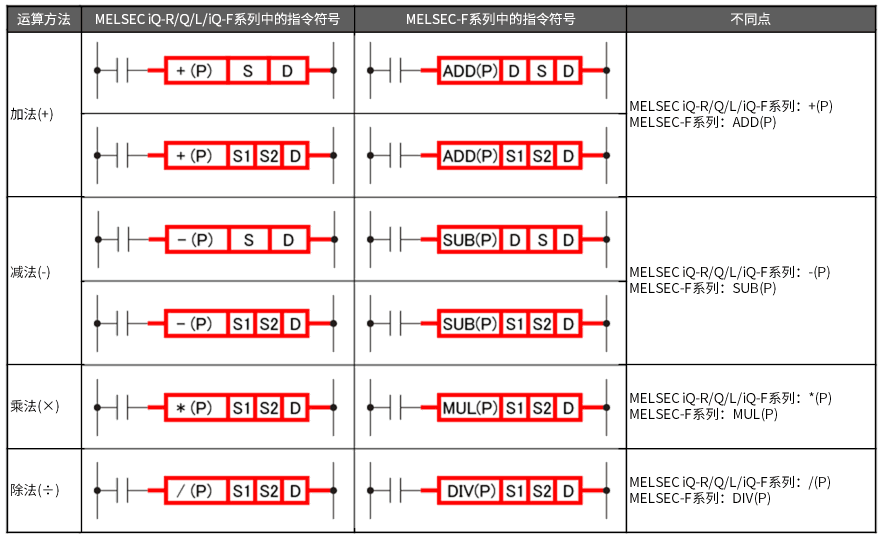 运算方法 MELSEC iQ-R/Q/L/iQ-F系列中的指令符号 MELSEC-F系列中的指令符号 不同点
加法(+)
+(P) S D
ADD(P) D S D
+(P) S1 S2 D
ADD(P) S1 S2 D
MELSEC iQ-R/Q/L/iQ-F系列：+(P)
MELSEC-F系列：ADD(P)
减法(-)
-(P) S D
SUB(P) D S D
-(P) S1 S2 D
SUB(P) S1 S2 D
MELSEC iQ-R/Q/L/iQ-F系列：-(P)
MELSEC-F系列：SUB(P)
乘法(×)
*(P) S1 S2 D
MUL(P) S1 S2 D
MELSEC iQ-R/Q/L/iQ-F系列：*(P)
MELSEC-F系列：MUL(P)
除法(÷)
/(P) S1 S2 D
DIV(P) S1 S2 D
MELSEC iQ-R/Q/L/iQ-F系列：/(P)
MELSEC-F系列：DIV(P)